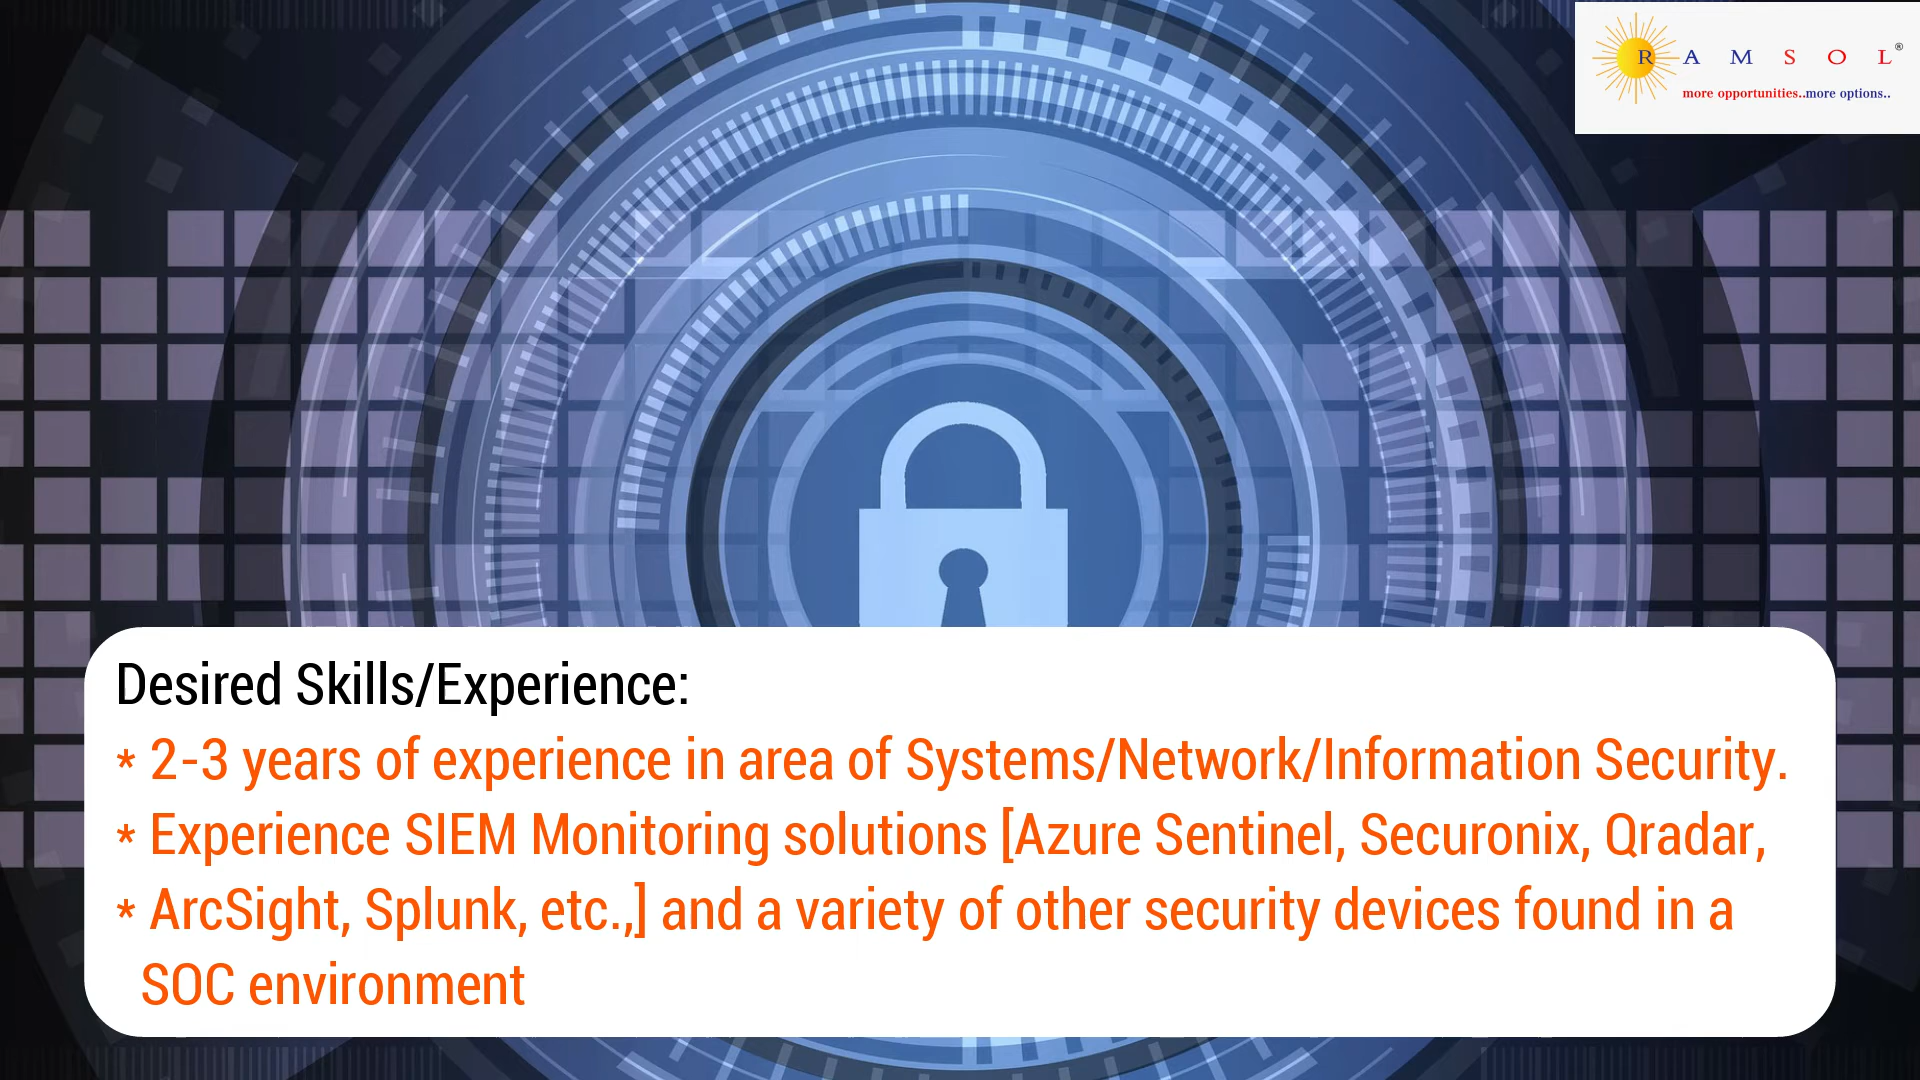 R A M S O L®
more opportunities..more options..
Desired Skills/Experience:
* 2-3 years of experience in area of Systems/Network/Information Security.
* Experience SIEM Monitoring solutions [Azure Sentinel, Securonix, Qradar,
* ArcSight, Splunk, etc.,] and a variety of other security devices found in a
SOC environment